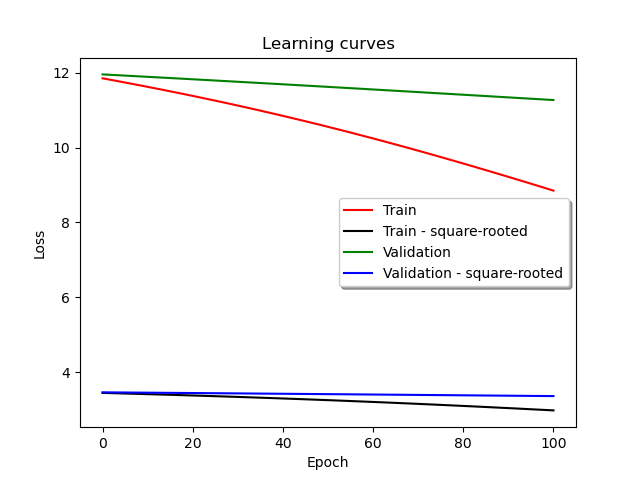 Learning curves
12
10
8
6
4
Loss
Train
Train - square-rooted
Validation
Validation - square-rooted
0 20 40 60 80 100
Epoch